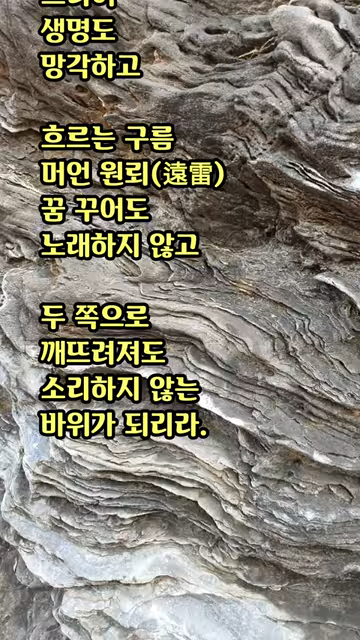 생명도
망각하고
흐르는 구름
머언 원뢰(遠雷)
꿈 꾸어도
노래하지 않고
두 쪽으로
깨뜨려져도
소리하지 않는
바위가 되리라.